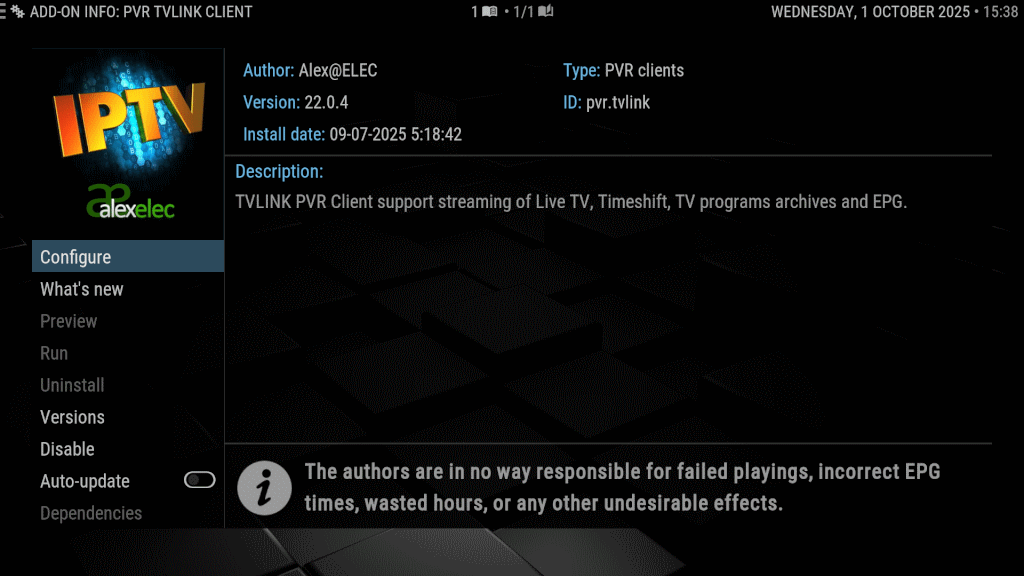 ADD-ON INFO: PVR TVLINK CLIENT
1 • 1/1
WEDNESDAY, 1 OCTOBER 2025 • 15:38
IPTV
alexelec
Author: Alex@ELEC
Type: PVR clients
Version: 22.0.4
ID: pvr.tvlink
Install date: 09-07-2025 5:18:42
Description:
TVLINK PVR Client support streaming of Live TV, Timeshift, TV programs archives and EPG.
Configure
What's new
Preview
Run
Uninstall
Versions
Disable
Auto-update
Dependencies
The authors are in no way responsible for failed playings, incorrect EPG
times, wasted hours, or any other undesirable effects.